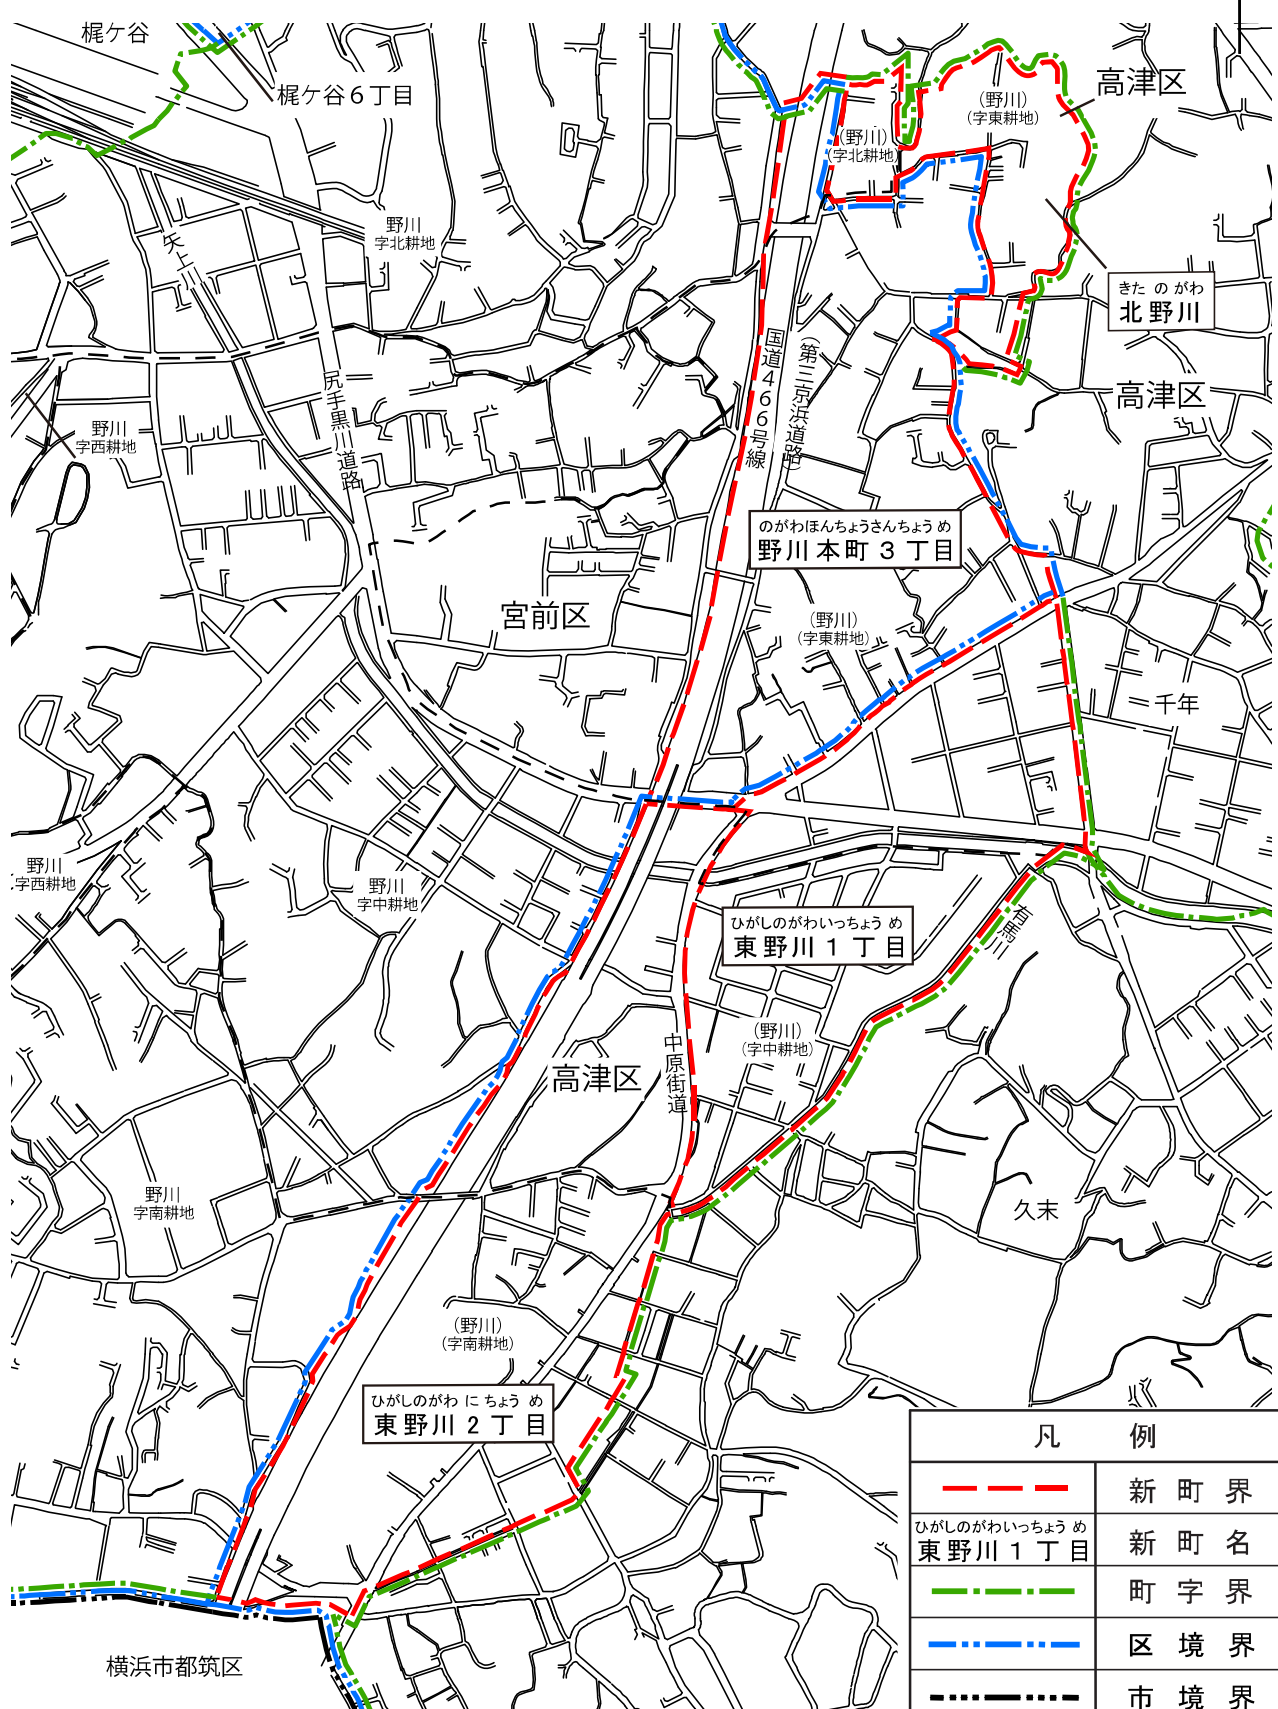 梶ケ谷
梶ケ谷６丁目
高津区
(野川)
(字東耕地)
(野川)
(字北耕地)
野川
字北耕地
矢上川
きた の がわ
北野川
国道４６６号線
(第三京浜道路)
尻手黒川道路
高津区
野川
字西耕地
のがわほんちょうさんちょう め
野川本町３丁目
宮前区
(野川)
(字東耕地)
千年
野川
字西耕地
野川
字中耕地
ひがしのがわいっちょう め
東野川１丁目
有馬川
(野川)
(字中耕地)
中原街道
高津区
野川
字南耕地
久末
(野川)
(字南耕地)
ひがしのがわ に ちょう め
東野川２丁目
横浜市都筑区
凡例
新町界
ひがしのがわいっちょう め
東野川１丁目
新町名
町字界
区境界
市境界